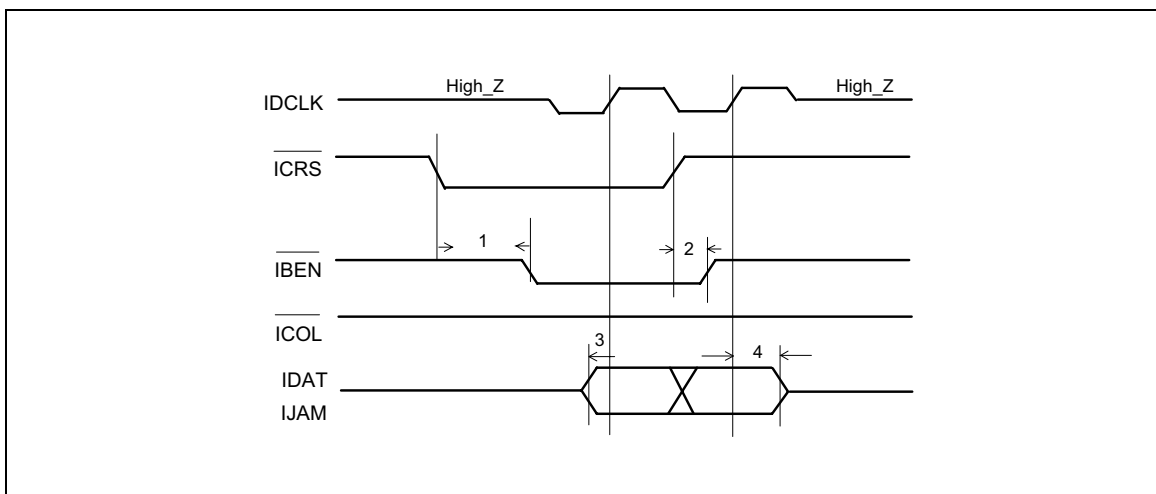 High_Z High_Z
IDCLK
ICRS
1 2
IBEN
ICOL
3 4
IDAT
IJAM